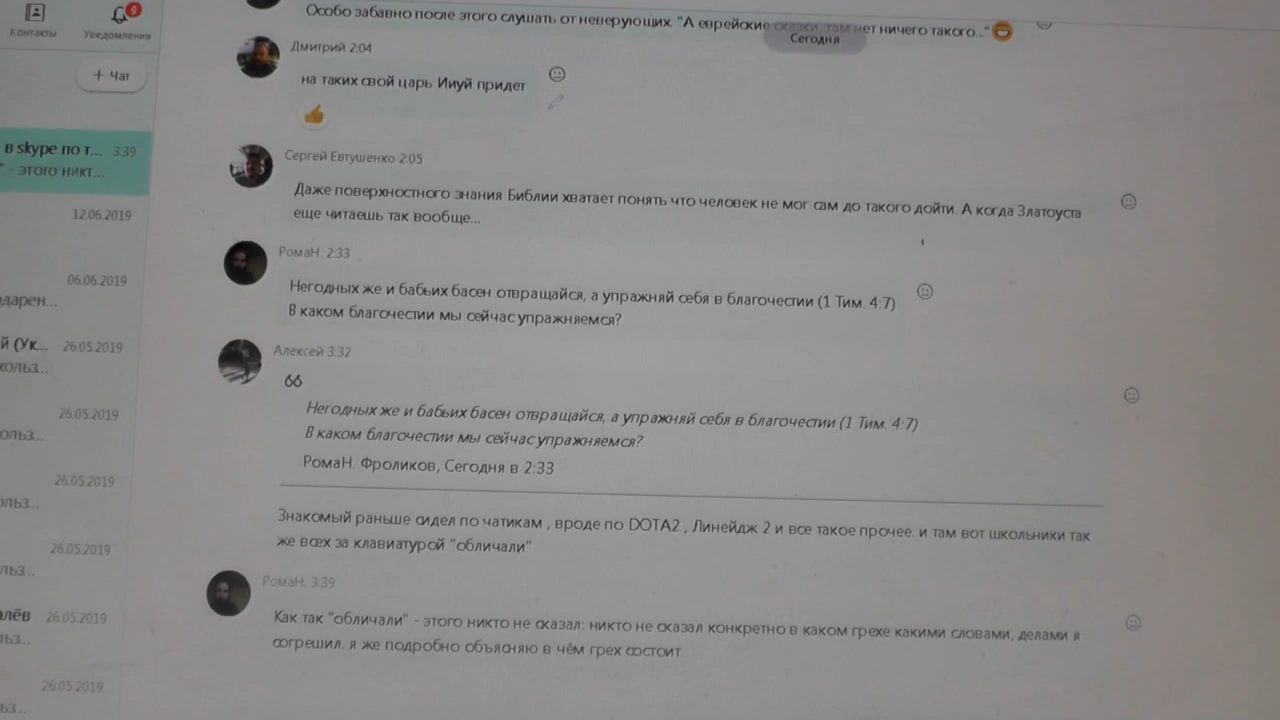 Контакты
Уведомления
9
+ Чат
в skype по т... 3:39
" - этого никт...
12.06.2019
06.06.2019
одарен...
й (Ук... 26.05.2019
кольз...
26.05.2019
ользь...
26.05.2019
ольз...
26.05.2019
льз...
алёв 26.05.2019
льз...
26.05.2019
ьз...
Особо забавно после этого слушать от неверующих. "А еврейские сказки, там нет ничего такого..."
Сегодня
Дмитрий 2:04
на таких свой царь Ииуй придет
Сергей Евтушенко 2:05
Даже поверхностного знания Библии хватает понять что человек не мог сам до такого дойти. А когда Златоуста
еще читаешь так вообще...
РомаН. 2:33
Негодных же и бабьих басен отвращайся, а упражняй себя в благочестии (1 Тим. 4:7)
В каком благочестии мы сейчас упражняемся?
Алексей 3:32
Негодных же и бабьих басен отвращайся, а упражняй себя в благочестии (1 Тим. 4:7)
В каком благочестии мы сейчас упражняемся?
РомаН. Фроликов, Сегодня в 2:33
Знакомый раньше сидел по чатикам , вроде по DOTA2 , Линейдж 2 и все такое прочее. и там вот школьники так
же всех за клавиатурой "обличали"
РомаН. 3:39
Как так "обличали" - этого никто не сказал: никто не сказал конкретно в каком грехе какими словами, делами я
согрешил. я же подробно объясняю в чём грех состоит.